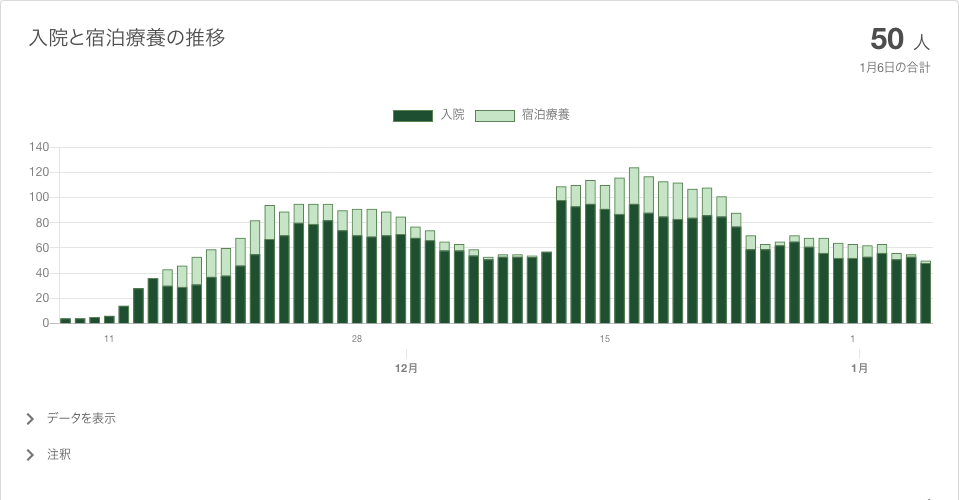 入院と宿泊療養の推移
50 人
1月6日の合計
入院 宿泊療養
140
120
100
80
60
40
20
0
11 28 15 1
12月 1月
データを表示
注釈